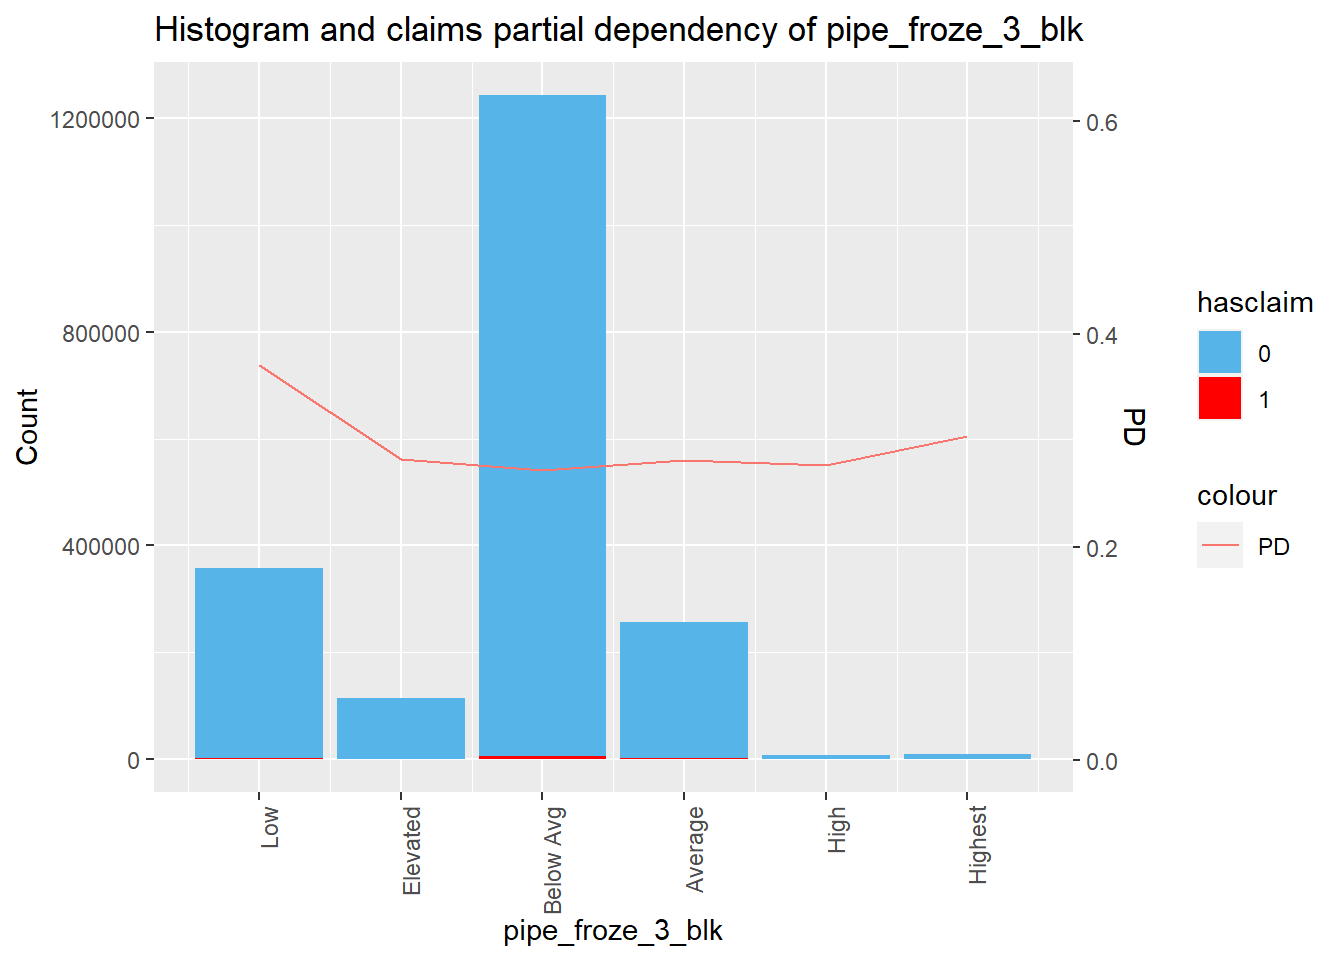 Histogram and claims partial dependency of pipe_froze_3_blk
Count
1200000
800000
400000
0
0.6
0.4
0.2
0.0
PD
Low
Elevated
Below Avg
Average
High
Highest
pipe_froze_3_blk
hasclaim
0
1
colour
PD